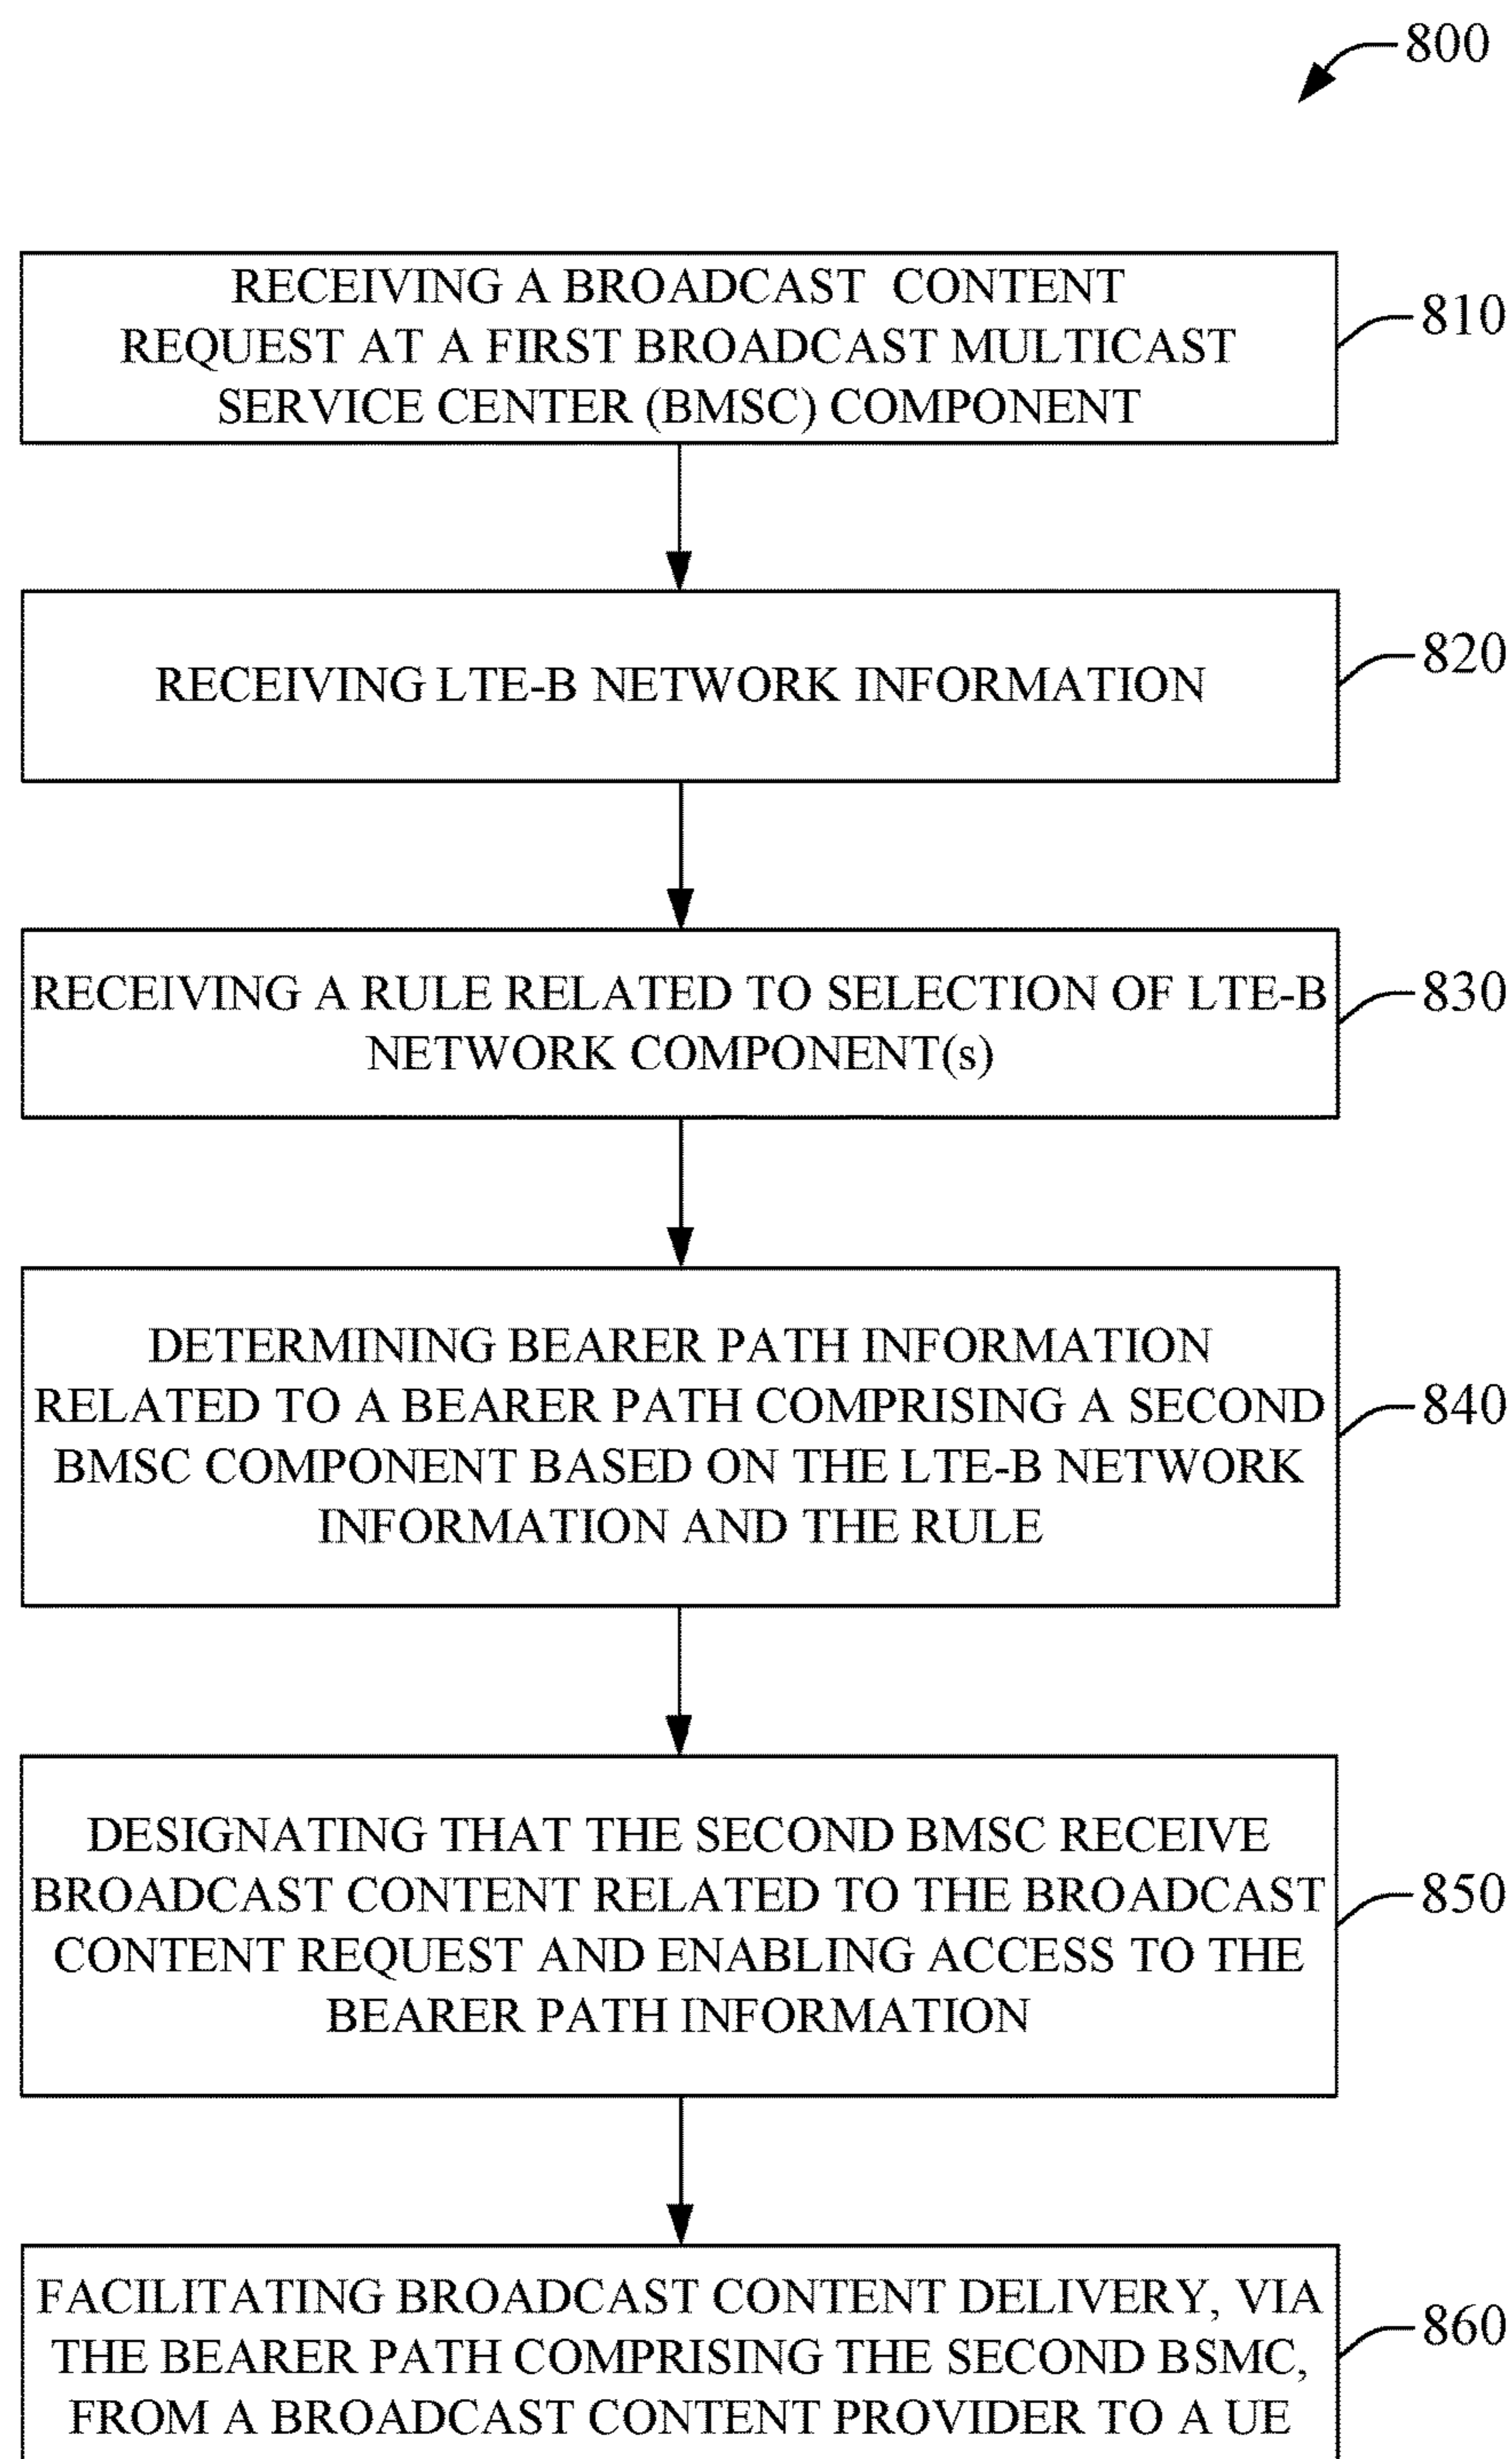 800
RECEIVING A BROADCAST CONTENT
REQUEST AT A FIRST BROADCAST MULTICAST
SERVICE CENTER (BMSC) COMPONENT
810
RECEIVING LTE-B NETWORK INFORMATION
820
RECEIVING A RULE RELATED TO SELECTION OF LTE-B
NETWORK COMPONENT(s)
830
DETERMINING BEARER PATH INFORMATION
RELATED TO A BEARER PATH COMPRISING A SECOND
BMSC COMPONENT BASED ON THE LTE-B NETWORK
INFORMATION AND THE RULE
840
DESIGNATING THAT THE SECOND BMSC RECEIVE
BROADCAST CONTENT RELATED TO THE BROADCAST
CONTENT REQUEST AND ENABLING ACCESS TO THE
BEARER PATH INFORMATION
850
FACILITATING BROADCAST CONTENT DELIVERY, VIA
THE BEARER PATH COMPRISING THE SECOND BSMC,
FROM A BROADCAST CONTENT PROVIDER TO A UE
860